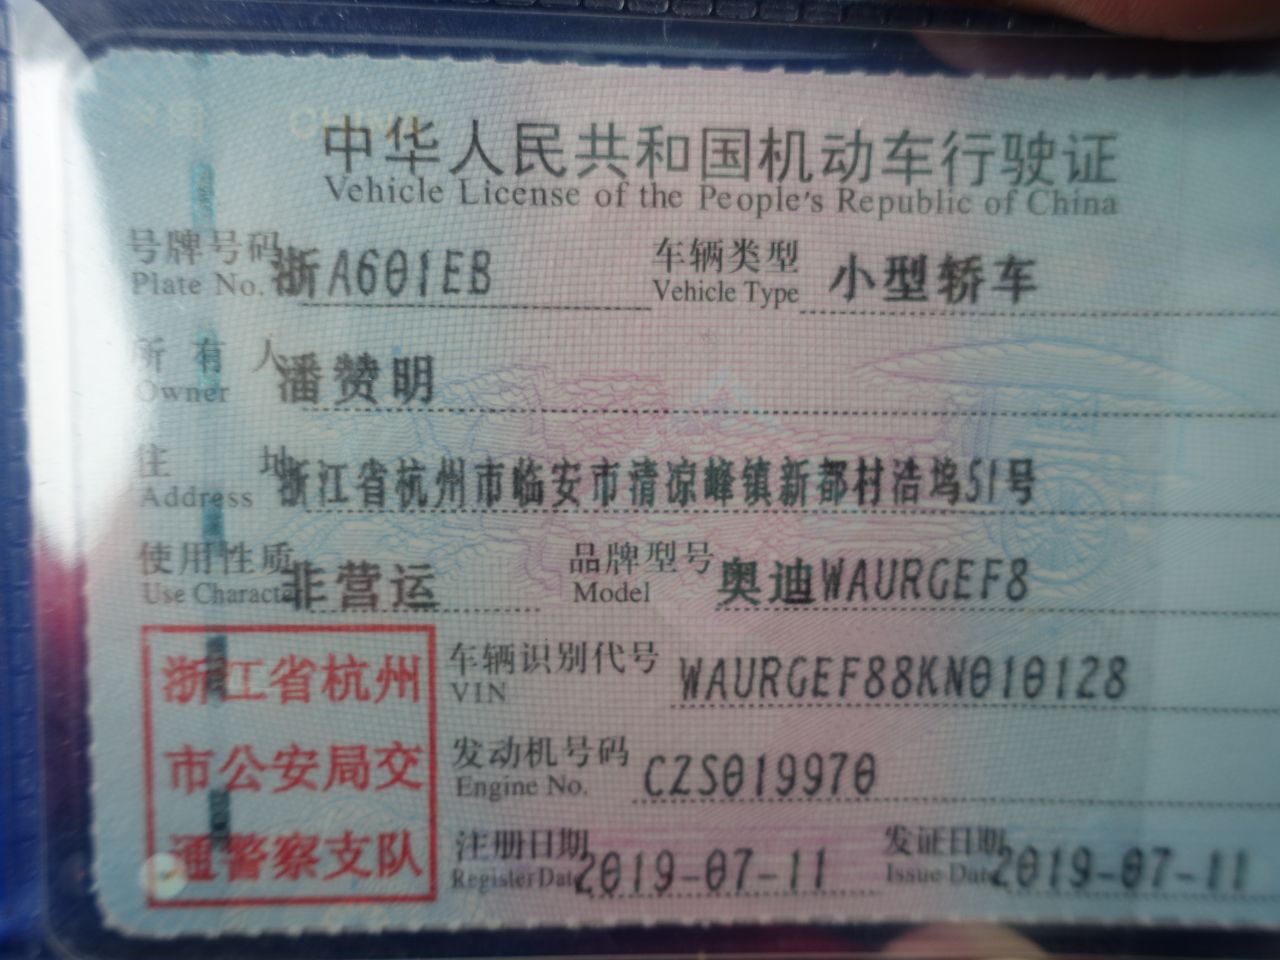 中华人民共和国机动车行驶证
Vehicle License of the People's Republic of China
号牌号码 浙A601EB 车辆类型 小型轿车
Plate No. Vehicle Type
所有人 潘赞明
Owner
住址 浙江省杭州市临安市清凉峰镇新都村浩坞51号
Address
使用性质 非营运 品牌型号 奥迪WAURGEF8
Use Character Model
浙江省杭州
市公安局交
通警察支队
车辆识别代号 WAURGEF88KN010128
VIN
发动机号码 CZS019970
Engine No.
注册日期 2019-07-11 发证日期 2019-07-11
Register Date Issue Date